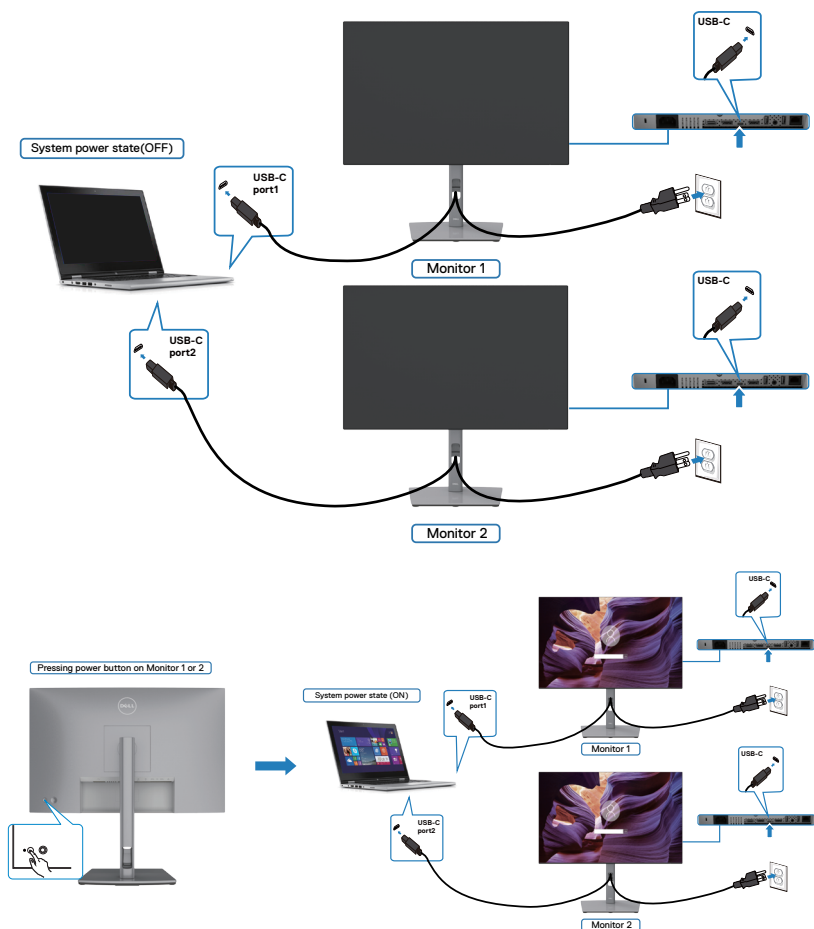 USB-C
System power state(OFF)
USB-C
port1
Monitor 1
USB-C
USB-C
port2
Monitor 2
USB-C
Pressing power button on Monitor 1 or 2
DELL
System power state (ON)
USB-C
port1
Monitor 1
USB-C
USB-C
port2
Monitor 2